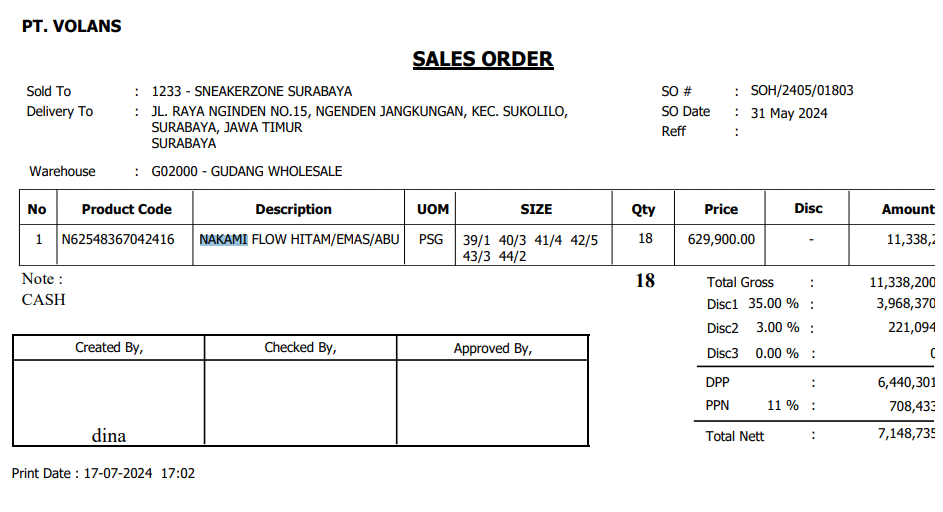 PT. VOLANS
SALES ORDER
Sold To : 1233 - SNEAKERZONE SURABAYA
SO # : SOH/2405/01803
Delivery To : JL. RAYA NGINDEN NO.15, NGENDEN JANGKUNGAN, KEC. SUKOLILO,
SURABAYA, JAWA TIMUR
SURABAYA
SO Date : 31 May 2024
Reff :
Warehouse : G02000 - GUDANG WHOLESALE
No Product Code Description UOM SIZE Qty Price Disc Amount
1 N62548367042416 NAKAMI FLOW HITAM/EMAS/ABU PSG 39/1 40/3 41/4 42/5 18 629,900.00 - 11,338,2
43/3 44/2
Note :
CASH
18
Total Gross : 11,338,200
Disc1 35.00 % : 3,968,370
Disc2 3.00 % : 221,094
Disc3 0.00 % : 0
DPP : 6,440,301
PPN 11 % : 708,433
Total Nett : 7,148,735
Created By, Checked By, Approved By,
dina
Print Date : 17-07-2024 17:02